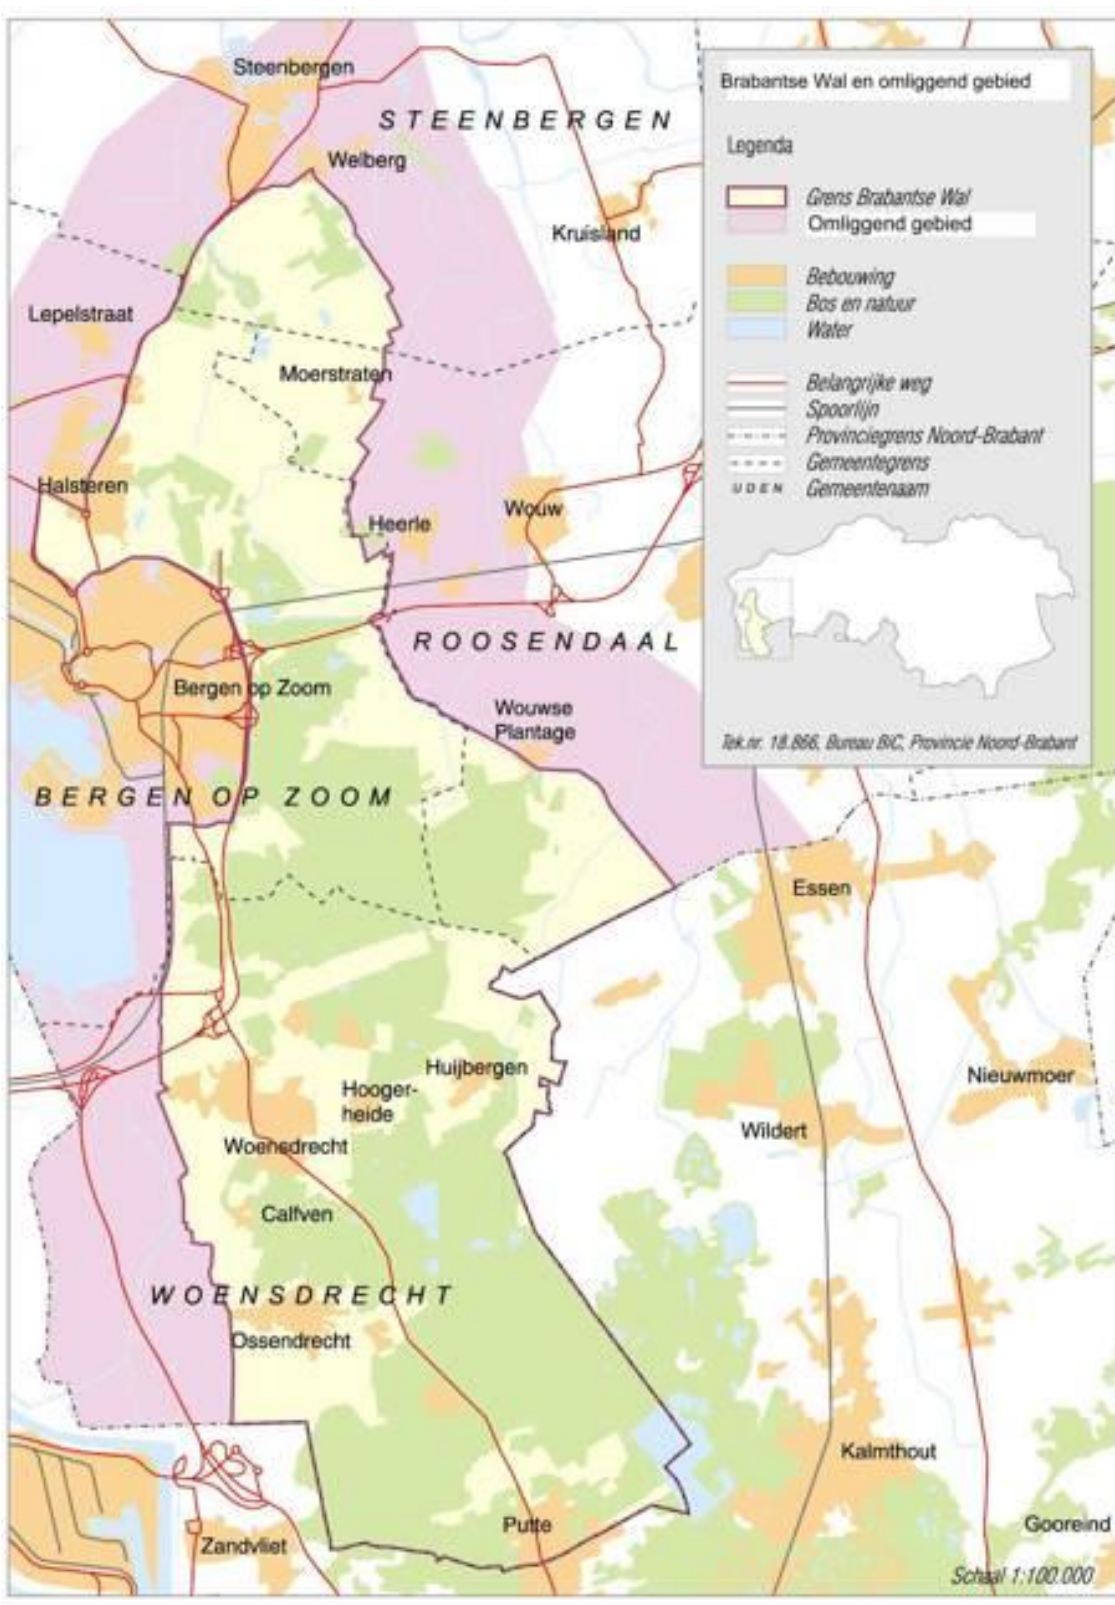 Brabantse Wal en omliggend gebied
Legenda
Grens Brabantse Wal
Omliggend gebied
Bebouwing
Bos en natuur
Water
Belangrijke weg
Spoorlijn
Provinciegrens Noord-Brabant
Gemeentegrens
UDEN Gemeentenaam
Tek.nr. 18.866, Bureau BiC, Provincie Noord-Brabant
Steenbergen
STEENBERGEN
Welberg
Kruisland
Lepelstraat
Moerstraten
Halsteren
Wouw
Heerle
ROOSENDAAL
Bergen op Zoom
Wouwse
Plantage
BERGEN OP ZOOM
Essen
Huijbergen
Nieuwmoer
Hooger-
heide
Wildert
Woensdrecht
Calfven
WOENSDRECHT
Ossendrecht
Kalmthout
Putte
Gooreind
Zandvliet
Schaal 1:100.000